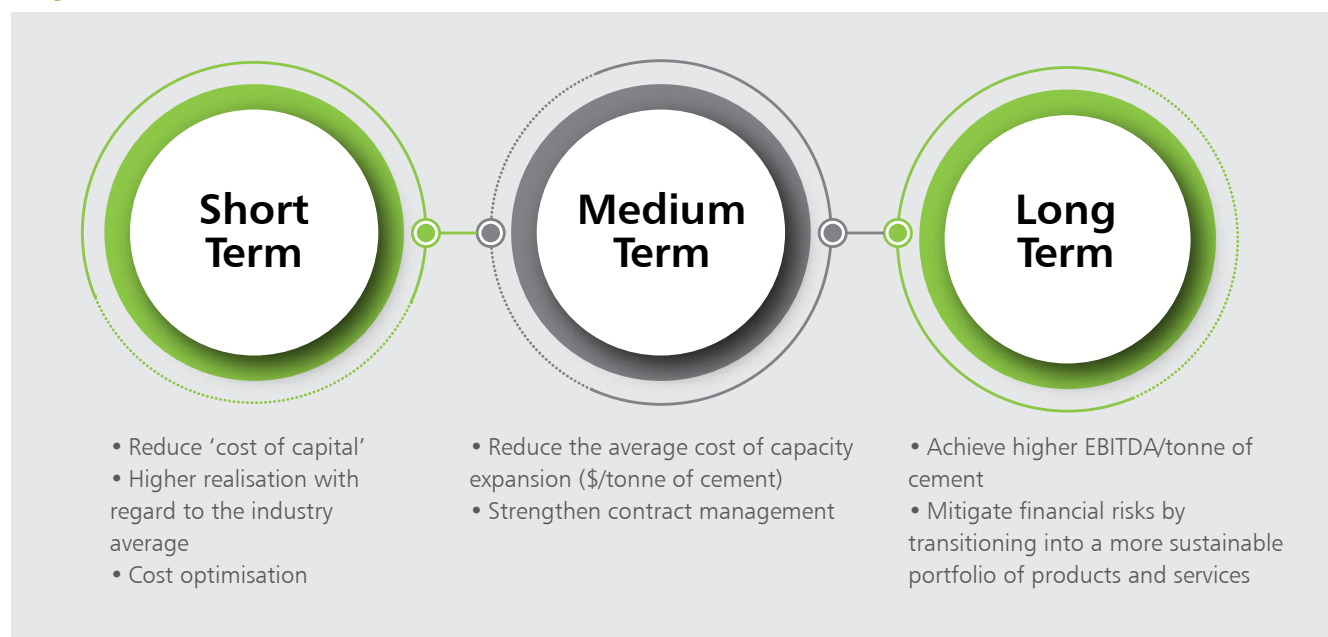 Short
Term
Medium
Term
Long
Term
• Reduce ‘cost of capital’
• Higher realisation with
regard to the industry
average
• Cost optimisation
• Reduce the average cost of capacity
expansion ($/tonne of cement)
• Strengthen contract management
• Achieve higher EBITDA/tonne of
cement
• Mitigate financial risks by
transitioning into a more sustainable
portfolio of products and services